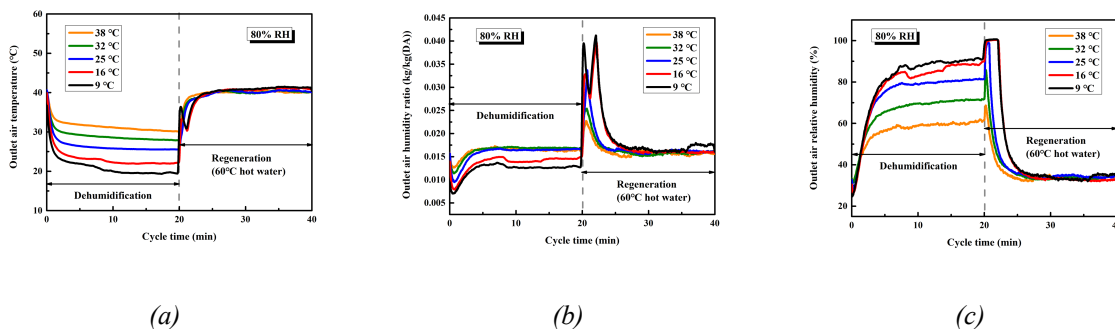 Outlet air temperature (℃)
60
50
40
30
20
10
80% RH
38 ℃
32 ℃
25 ℃
16 ℃
9 ℃
Regeneration
(60℃ hot water)
Dehumidification
0 10 20 30 40
Cycle time (min)
(a)
Outlet air humidity ratio (kg/kg(DA))
0.045
0.040
0.035
0.030
0.025
0.020
0.015
0.010
0.005
80% RH
38 ℃
32 ℃
25 ℃
16 ℃
9 ℃
Dehumidification
Regeneration
(60℃ hot water)
0 10 20 30 40
Cycle time (min)
(b)
Outlet air relative humidity (%)
100
80
60
40
20
80% RH
38 ℃
32 ℃
25 ℃
16 ℃
9 ℃
Regeneration
(60℃ hot water)
Dehumidification
0 10 20 30 40
Cycle time (min)
(c)